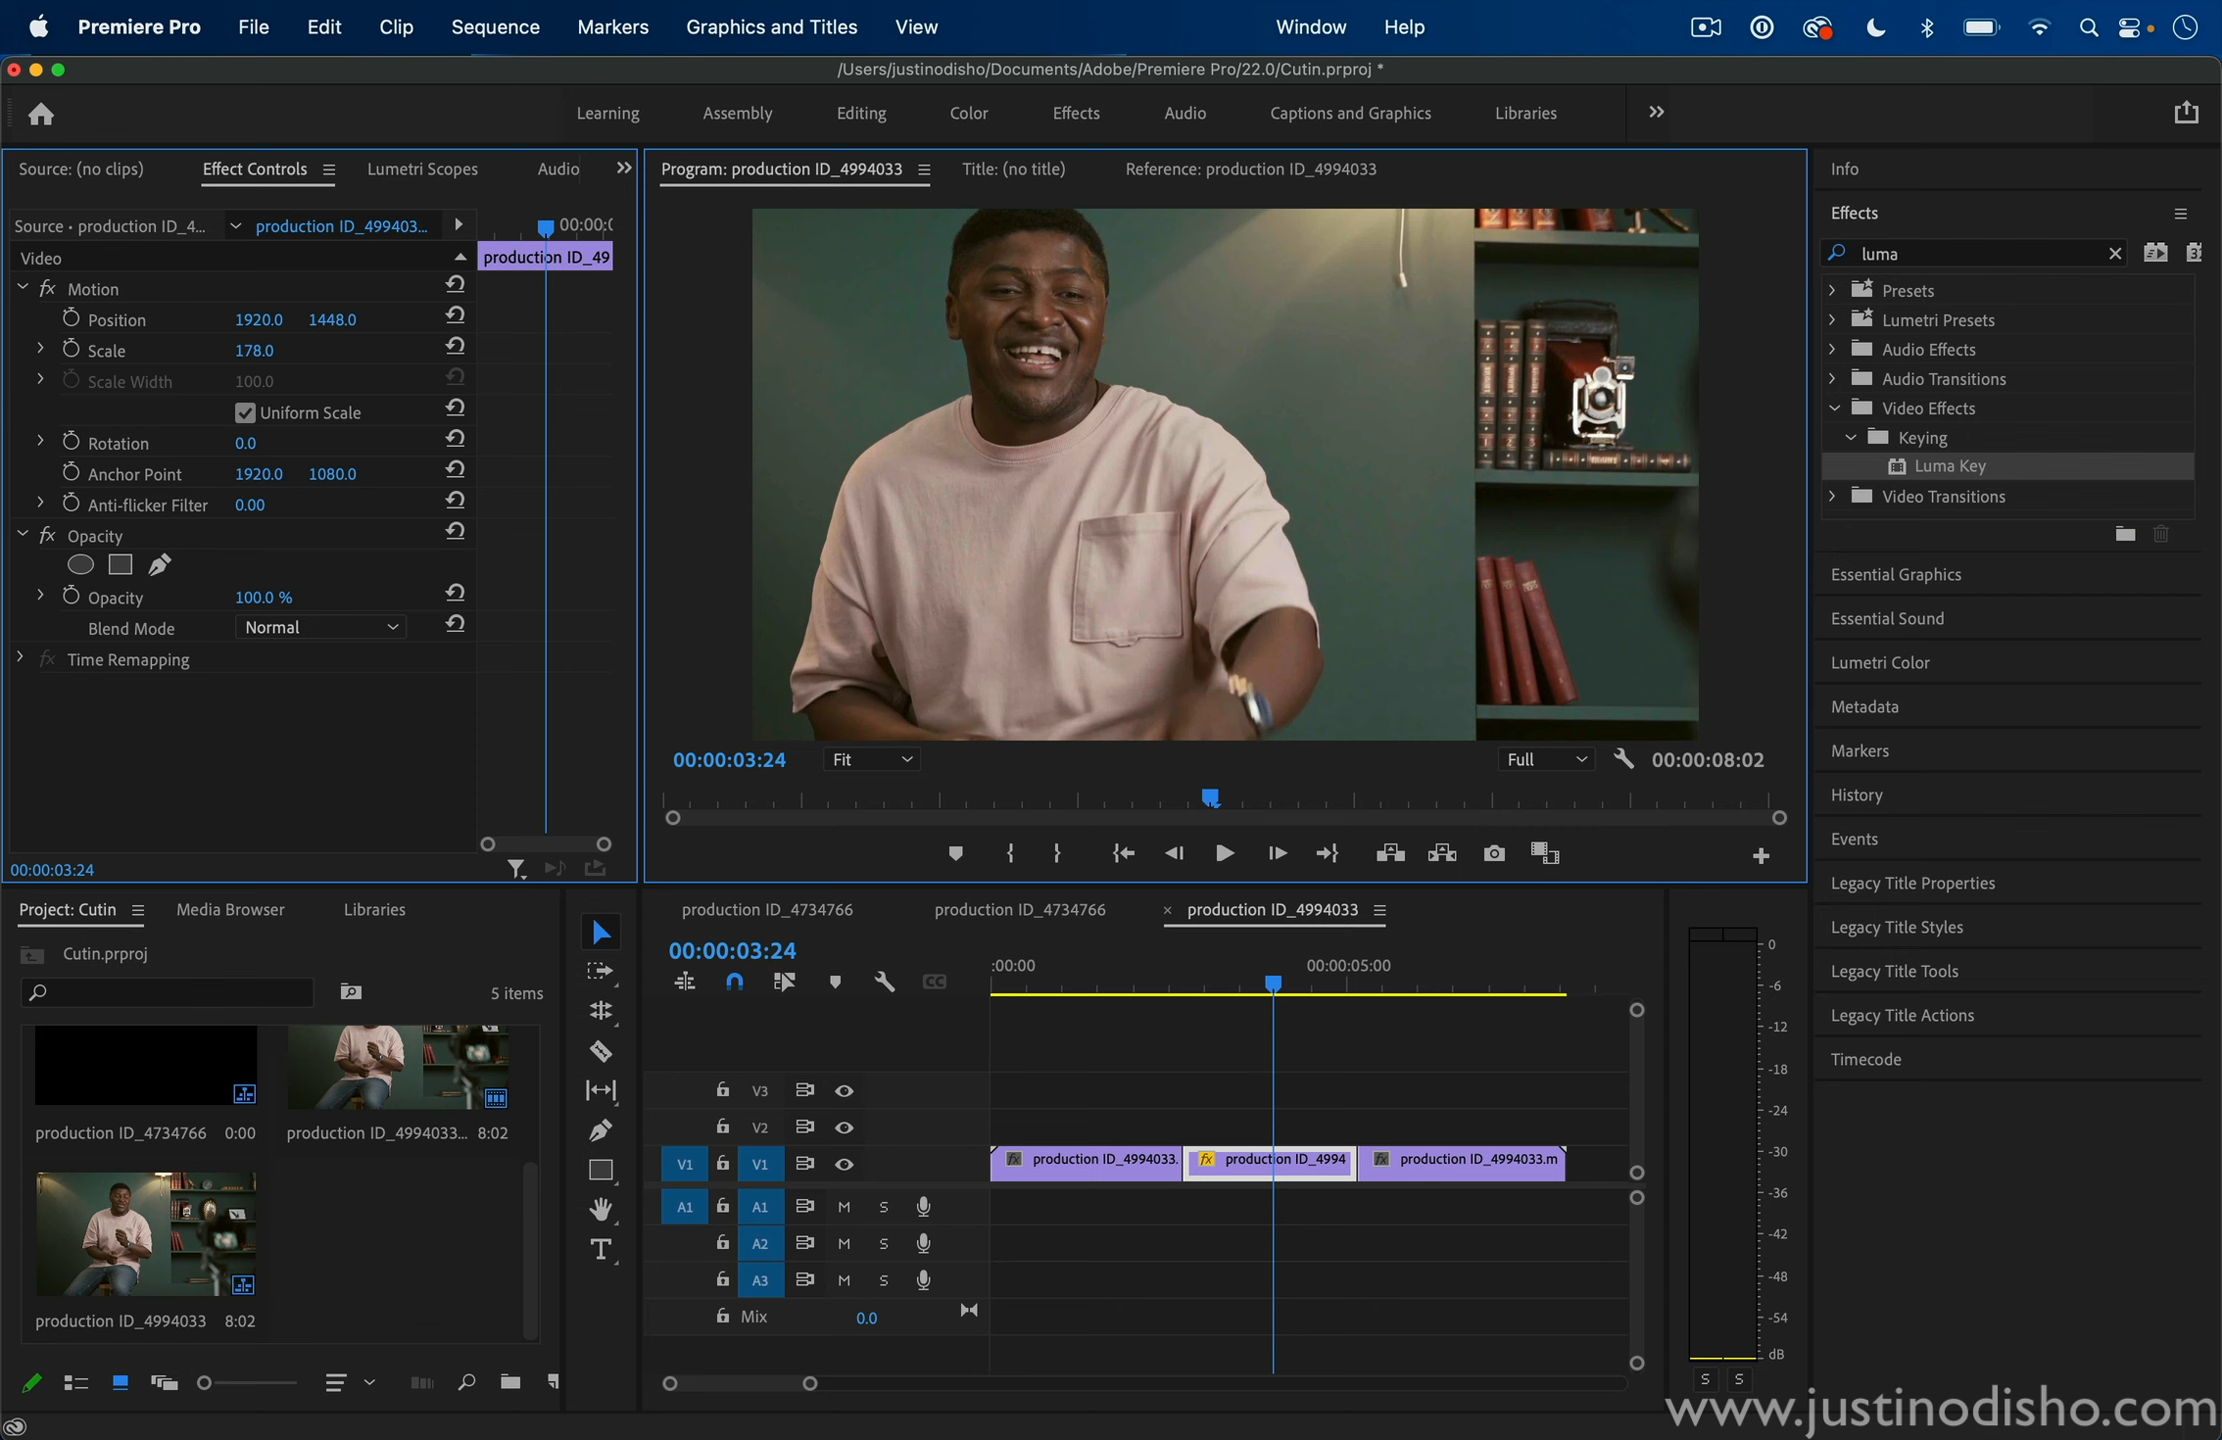 Premiere Pro File Edit Clip Sequence Markers Graphics and Titles View Window Help
/Users/justinodisho/Documents/Adobe/Premiere Pro/22.0/Cutin.prproj *
Learning Assembly Editing Color Effects Audio Captions and Graphics Libraries
Source: (no clips) Effect Controls Lumetri Scopes Audio
Source • production ID_4... production ID_499403... 00:00:0
Video production ID_49
fx Motion
Position 1920.0 1448.0
Scale 178.0
Scale Width 100.0
Uniform Scale
Rotation 0.0
Anchor Point 1920.0 1080.0
Anti-flicker Filter 0.00
fx Opacity
Opacity 100.0 %
Blend Mode Normal
fx Time Remapping
00:00:03:24
Program: production ID_4994033 Title: (no title) Reference: production ID_4994033
00:00:03:24 Fit Full 00:00:08:02
Info
Effects
luma
Presets
Lumetri Presets
Audio Effects
Audio Transitions
Video Effects
Keying
Luma Key
Video Transitions
Essential Graphics
Essential Sound
Lumetri Color
Metadata
Markers
History
Events
Legacy Title Properties
Legacy Title Styles
Legacy Title Tools
Legacy Title Actions
Timecode
Project: Cutin Media Browser Libraries
Cutin.prproj
5 items
production ID_4734766 0:00 production ID_4994033... 8:02
production ID_4994033 8:02
production ID_4734766 production ID_4734766 × production ID_4994033
00:00:03:24
:00:00 00:00:05:00
CC
V3
V2
V1 V1 fx production ID_4994033. fx production ID_4994 fx production ID_4994033.m
A1 A1 M S
A2 M S
A3 M S
Mix 0.0
0
-6
-12
-18
-24
-30
-36
-42
-48
-54
dB
S S
www.justinodisho.com